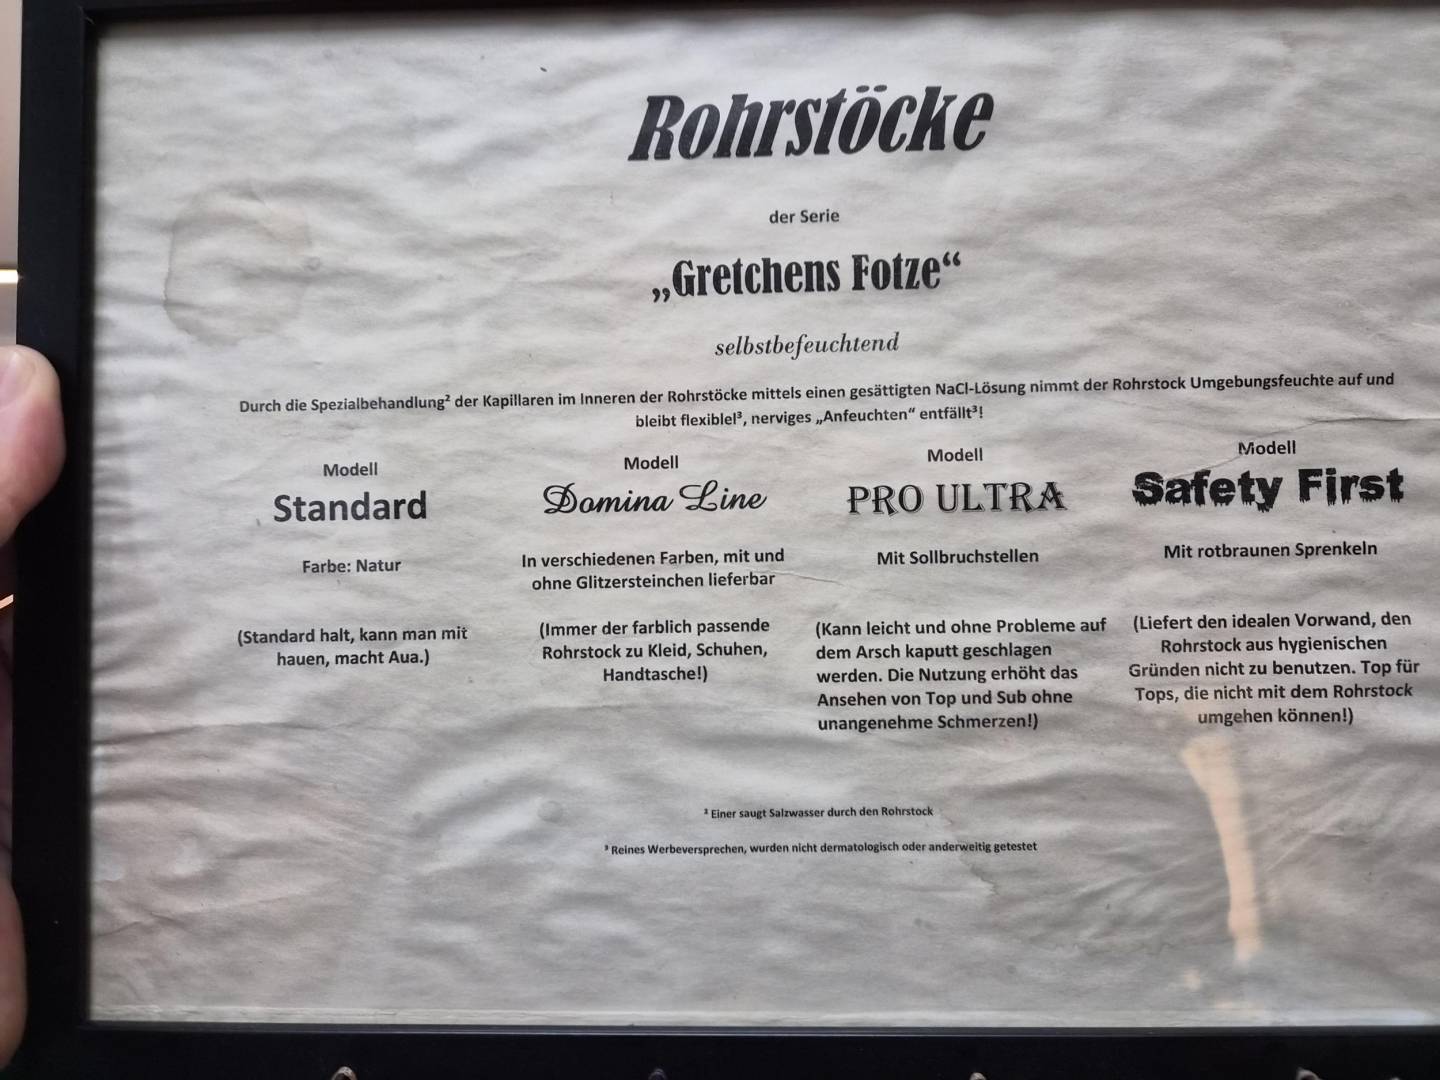 Rohrstöcke
der Serie
„Gretchens Fotze“
selbstbefeuchtend
Durch die Spezialbehandlung² der Kapillaren im Inneren der Rohrstöcke mittels einen gesättigten NaCl-Lösung nimmt der Rohrstock Umgebungsfeuchte auf und
bleibt flexiblel³, nerviges „Anfeuchten“ entfällt³!
Modell
Standard
Farbe: Natur
(Standard halt, kann man mit
hauen, macht Aua.)
Modell
Domina Line
In verschiedenen Farben, mit und
ohne Glitzersteinchen lieferbar
(Immer der farblich passende
Rohrstock zu Kleid, Schuhen,
Handtasche!)
Modell
PRO ULTRA
Mit Sollbruchstellen
(Kann leicht und ohne Probleme auf
dem Arsch kaputt geschlagen
werden. Die Nutzung erhöht das
Ansehen von Top und Sub ohne
unangenehme Schmerzen!)
Modell
Safety First
Mit rotbraunen Sprenkeln
(Liefert den idealen Vorwand, den
Rohrstock aus hygienischen
Gründen nicht zu benutzen. Top für
Tops, die nicht mit dem Rohrstock
umgehen können!)
² Einer saugt Salzwasser durch den Rohrstock
³ Reines Werbeversprechen, wurden nicht dermatologisch oder anderweitig getestet